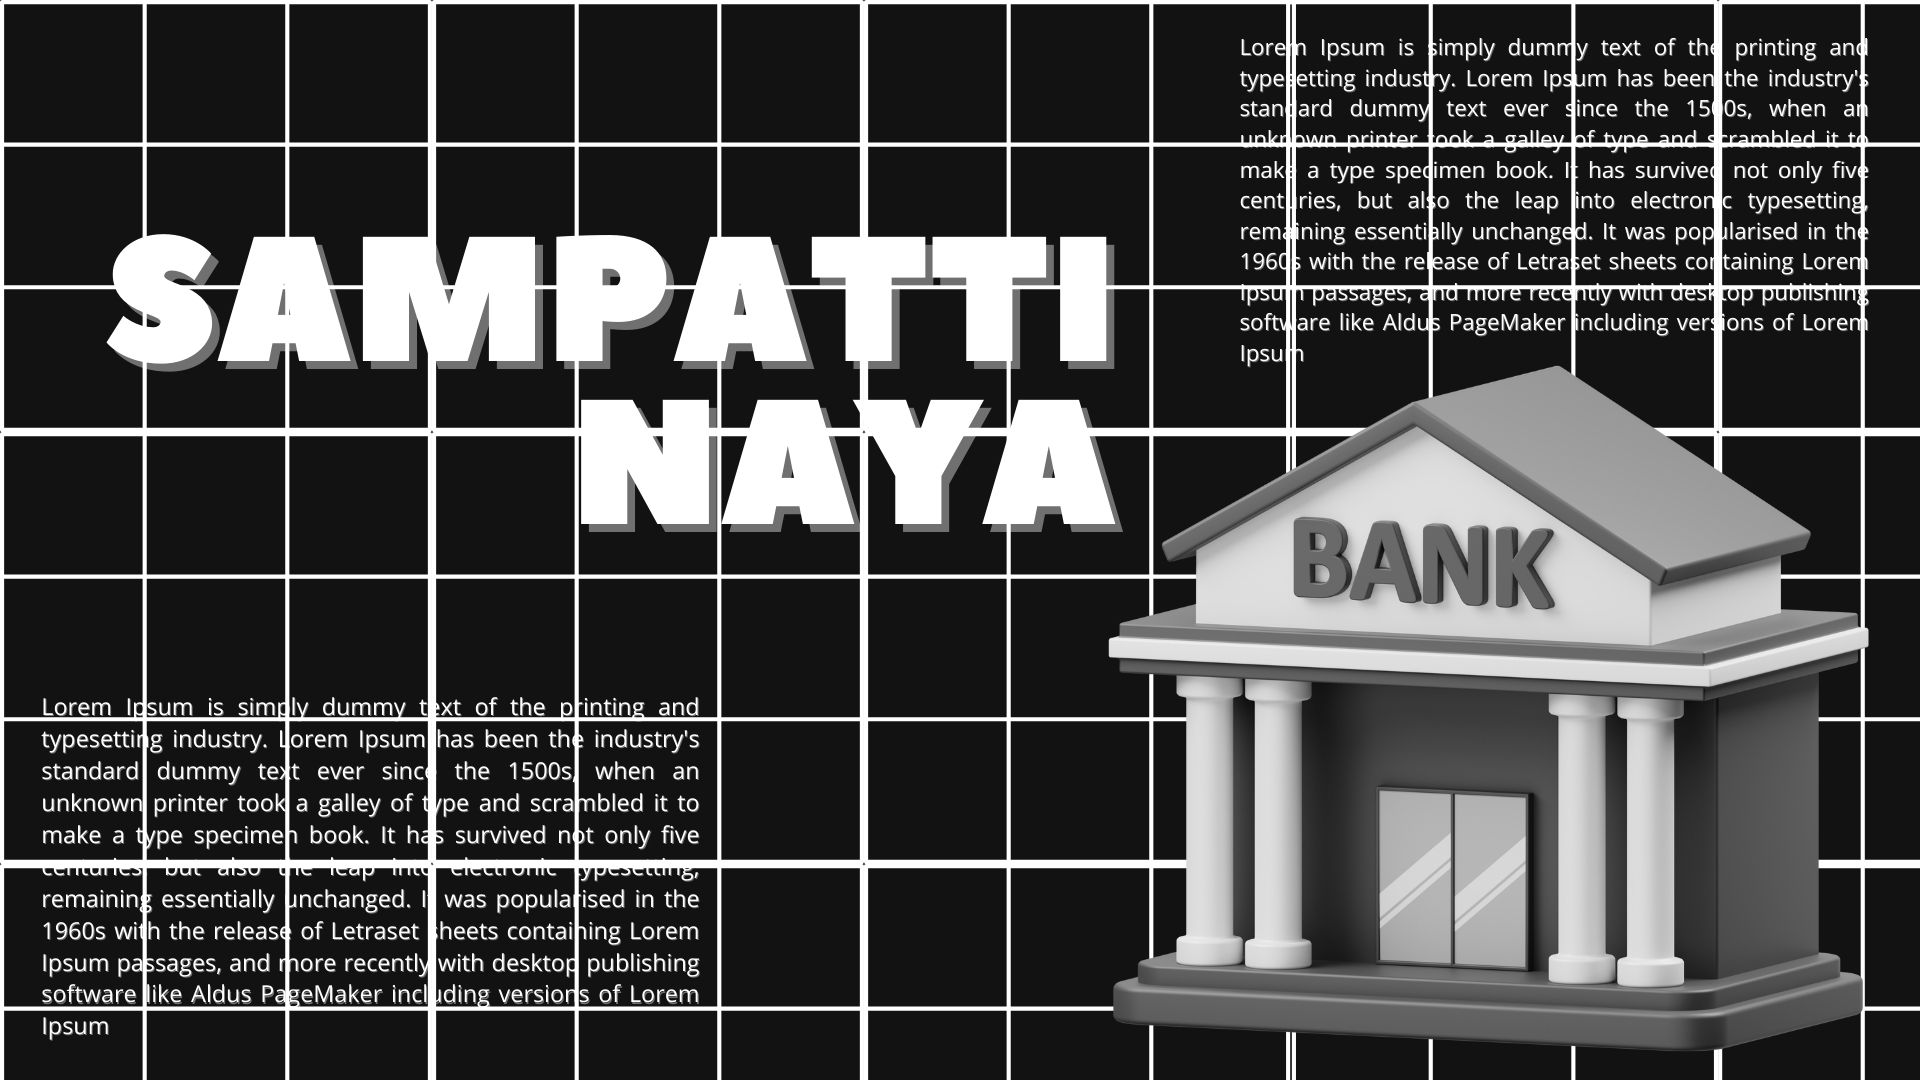 SAMPATTI
NAYA
Lorem Ipsum is simply dummy text of the printing and
typesetting industry. Lorem Ipsum has been the industry's
standard dummy text ever since the 1500s, when an
unknown printer took a galley of type and scrambled it to
make a type specimen book. It has survived not only five
centuries, but also the leap into electronic typesetting,
remaining essentially unchanged. It was popularised in the
1960s with the release of Letraset sheets containing Lorem
Ipsum passages, and more recently with desktop publishing
software like Aldus PageMaker including versions of Lorem
Ipsum
BANK
Lorem Ipsum is simply dummy text of the printing and
typesetting industry. Lorem Ipsum has been the industry's
standard dummy text ever since the 1500s, when an
unknown printer took a galley of type and scrambled it to
make a type specimen book. It has survived not only five
centuries, but also the leap into electronic typesetting,
remaining essentially unchanged. It was popularised in the
1960s with the release of Letraset sheets containing Lorem
Ipsum passages, and more recently with desktop publishing
software like Aldus PageMaker including versions of Lorem
Ipsum